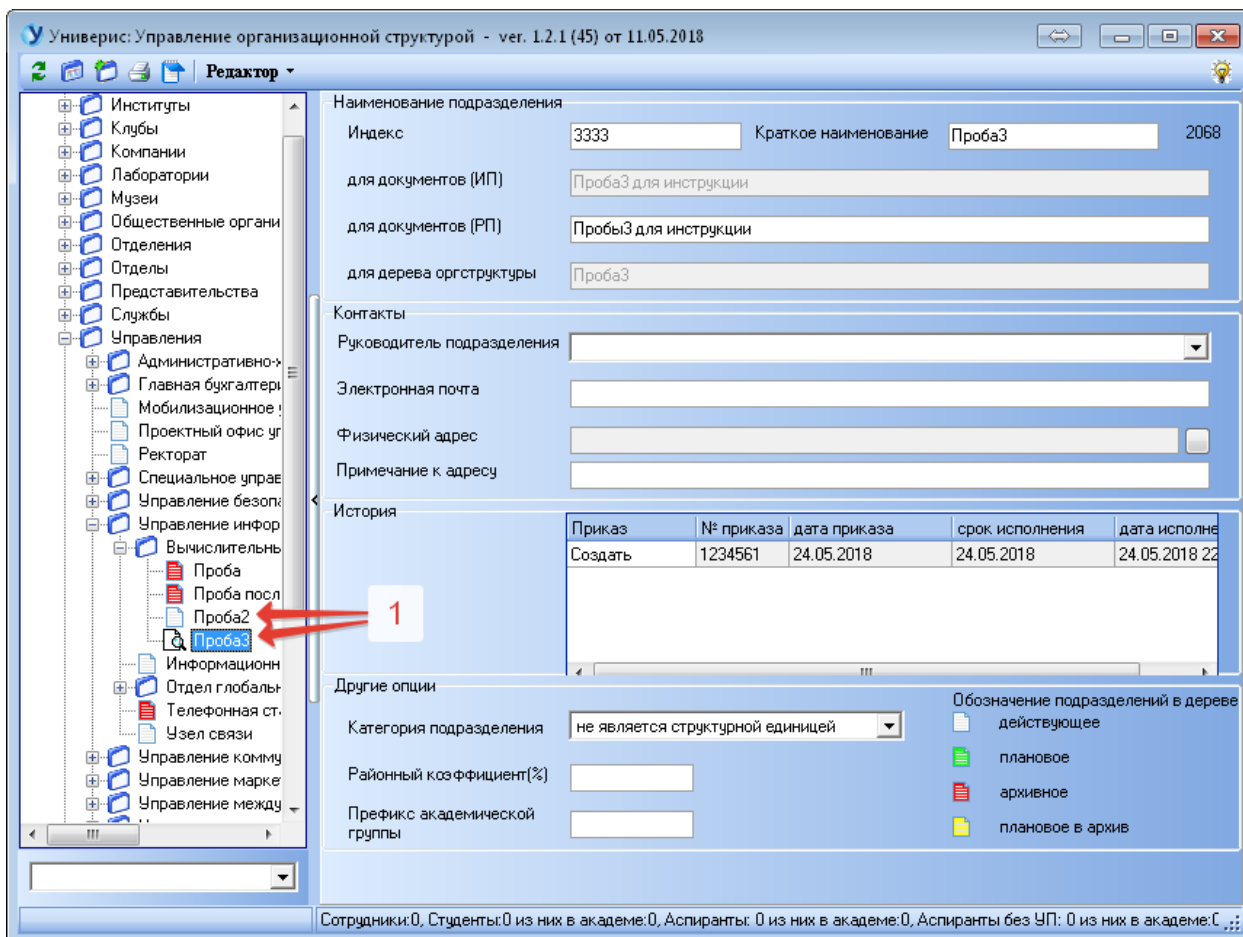 Универис: Управление организационной структурой - ver. 1.2.1 (45) от 11.05.2018
Редактор
Институты
Клубы
Компании
Лаборатории
Музеи
Общественные органи
Отделения
Отделы
Представительства
Службы
Управления
Административно-х
Главная бухгалтери
Мобилизационное у
Проектный офис уг
Ректорат
Специальное управ
Управление безопа
Управление инфор
Вычислительнь
Проба
Проба посл
Проба2
Проба3
Информационн
Отдел глобальн
Телефонная ст
Узел связи
Управление комму
Управление марке
Управление между
1
Наименование подразделения
Индекс 3333 Краткое наименование Проба3 2068
для документов (ИП) Проба3 для инструкции
для документов (РП) Пробы3 для инструкции
для дерева оргструктуры Проба3
Контакты
Руководитель подразделения
Электронная почта
Физический адрес
Примечание к адресу
История
Приказ № приказа дата приказа срок исполнения дата исполне
Создать 1234561 24.05.2018 24.05.2018 24.05.2018 22
Другие опции
Категория подразделения не является структурной единицей
Районный коэффициент(%)
Префикс академической
группы
Обозначение подразделений в дереве
действующее
плановое
архивное
плановое в архив
Сотрудники:0, Студенты:0 из них в академе:0, Аспиранты: 0 из них в академе:0, Аспиранты без УП: 0 из них в академе:0